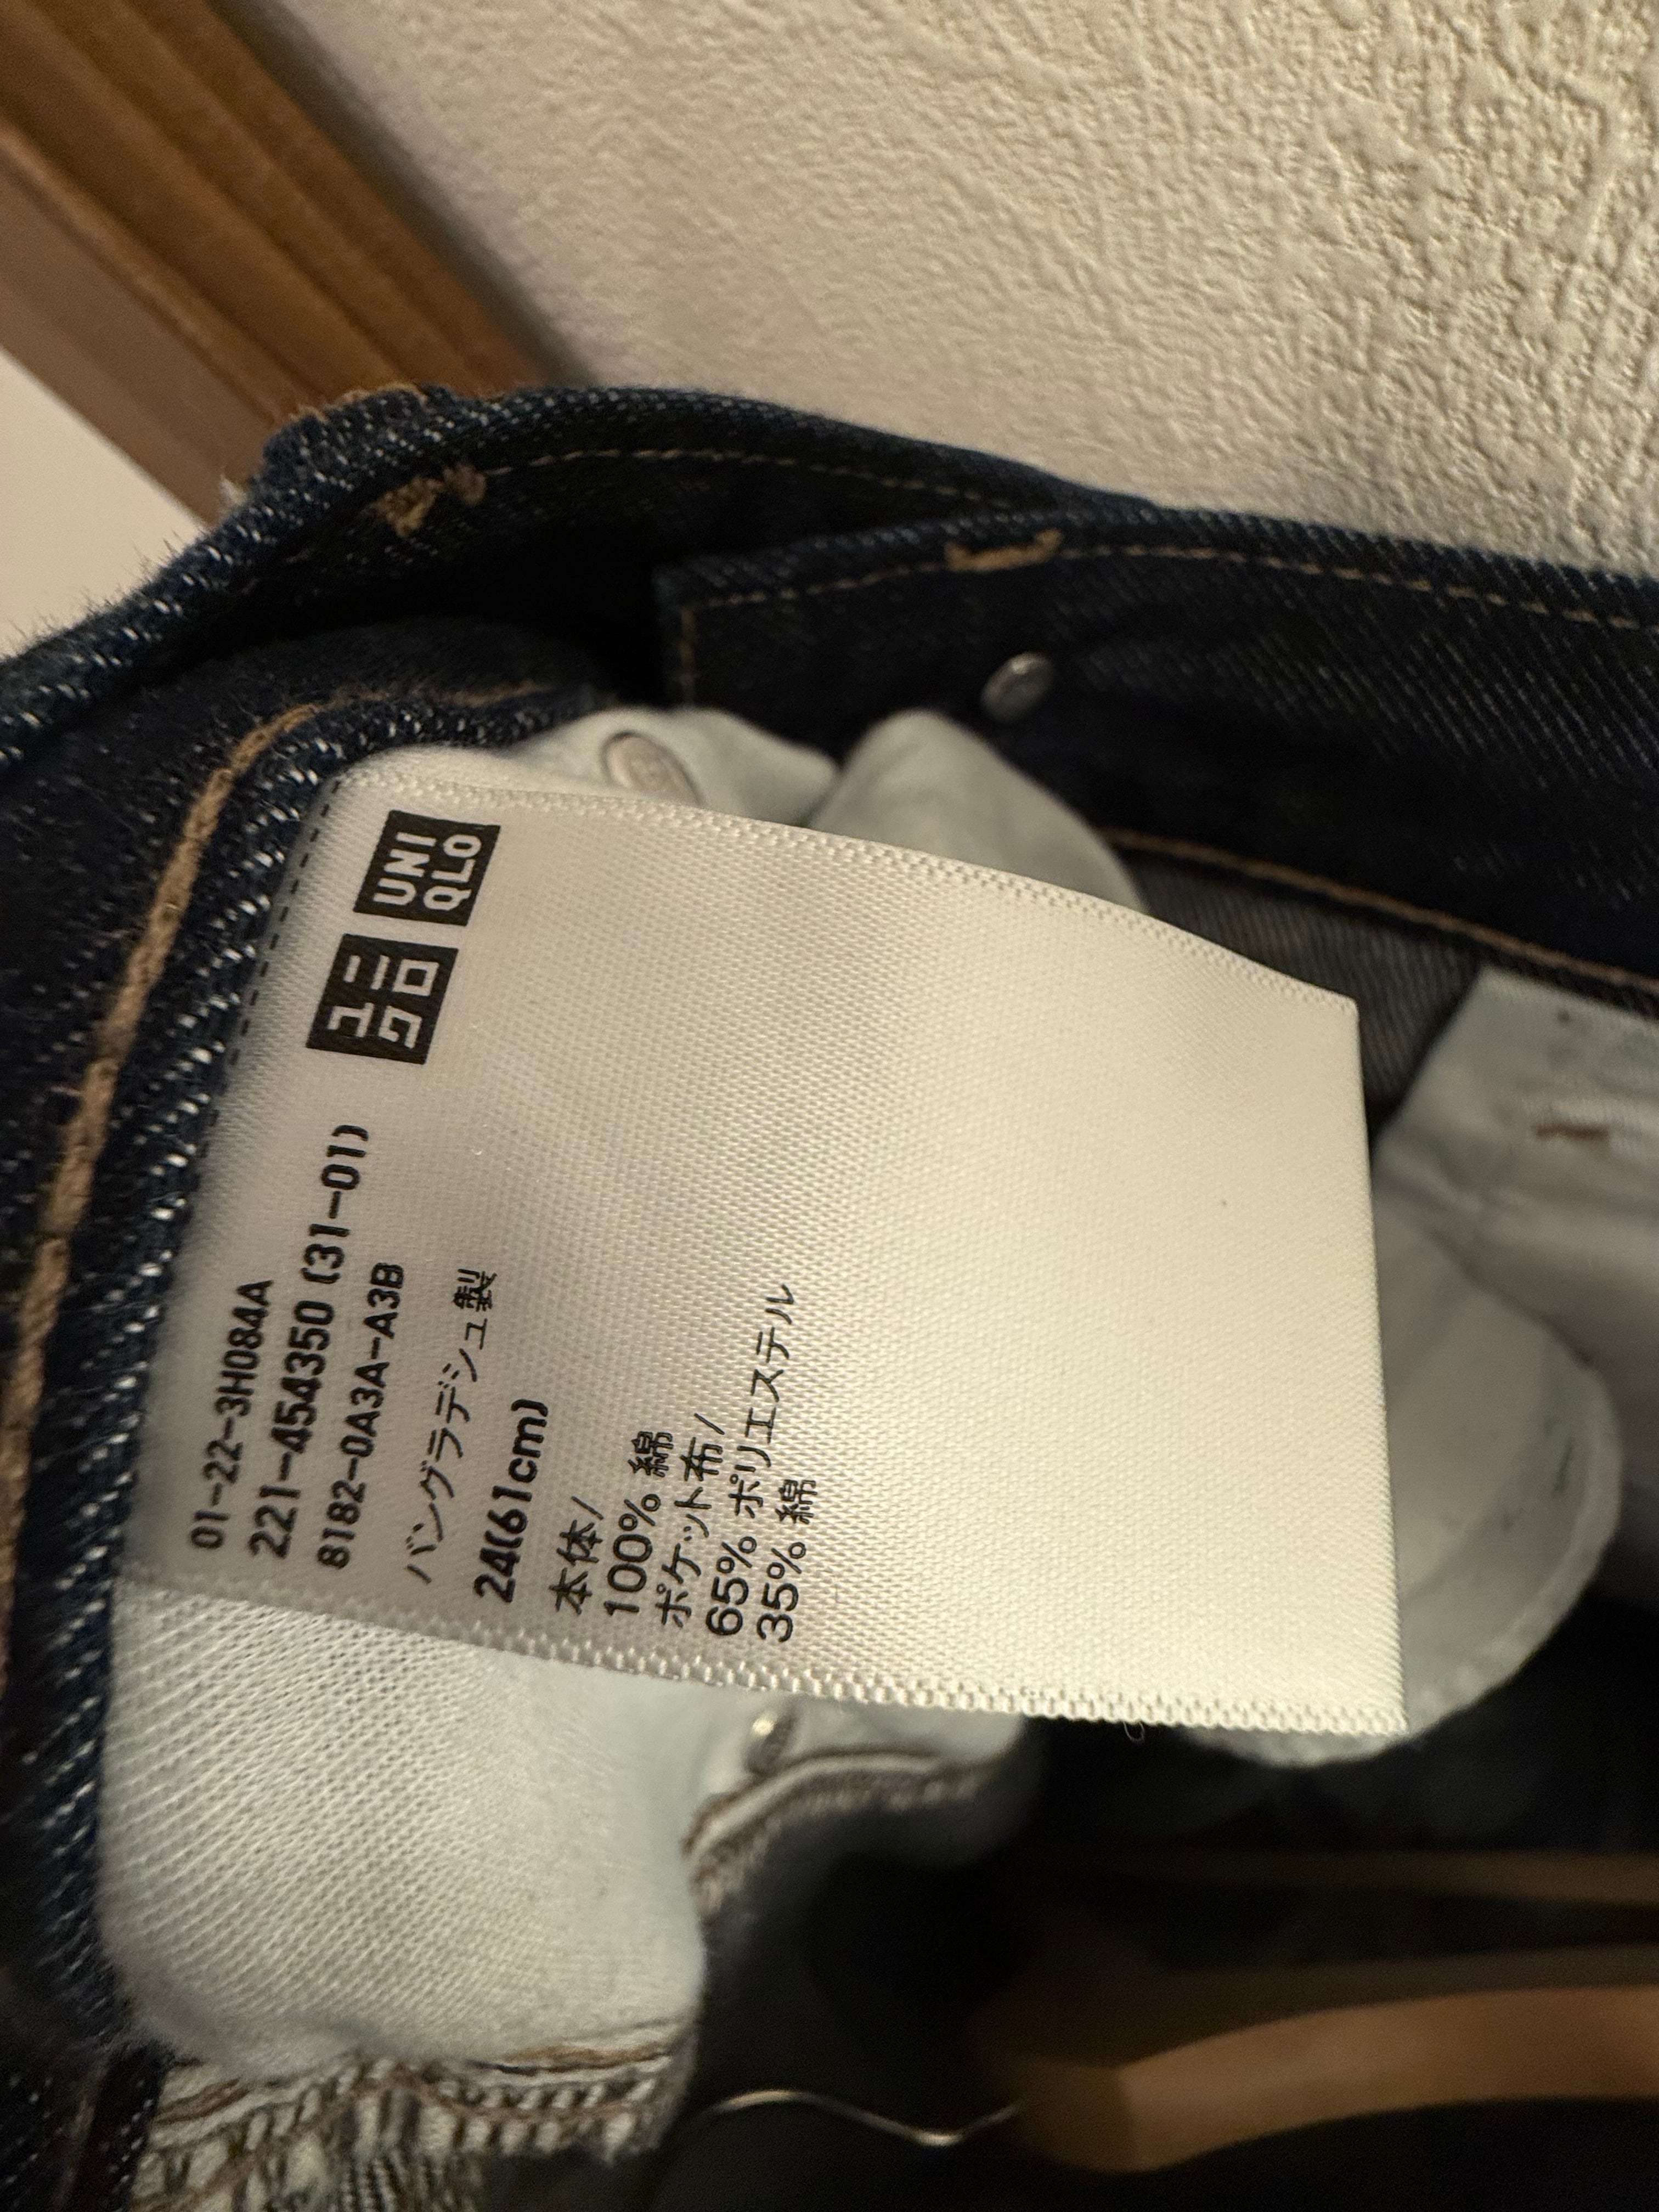 ユニ
クロ
UNI
QLO
01-22-3H084A
221-454350 (31-01)
8182-0A3A-A3B
バングラデシュ製
24(61cm)
本体/
100% 綿
ポケット布/
65% ポリエステル
35% 綿